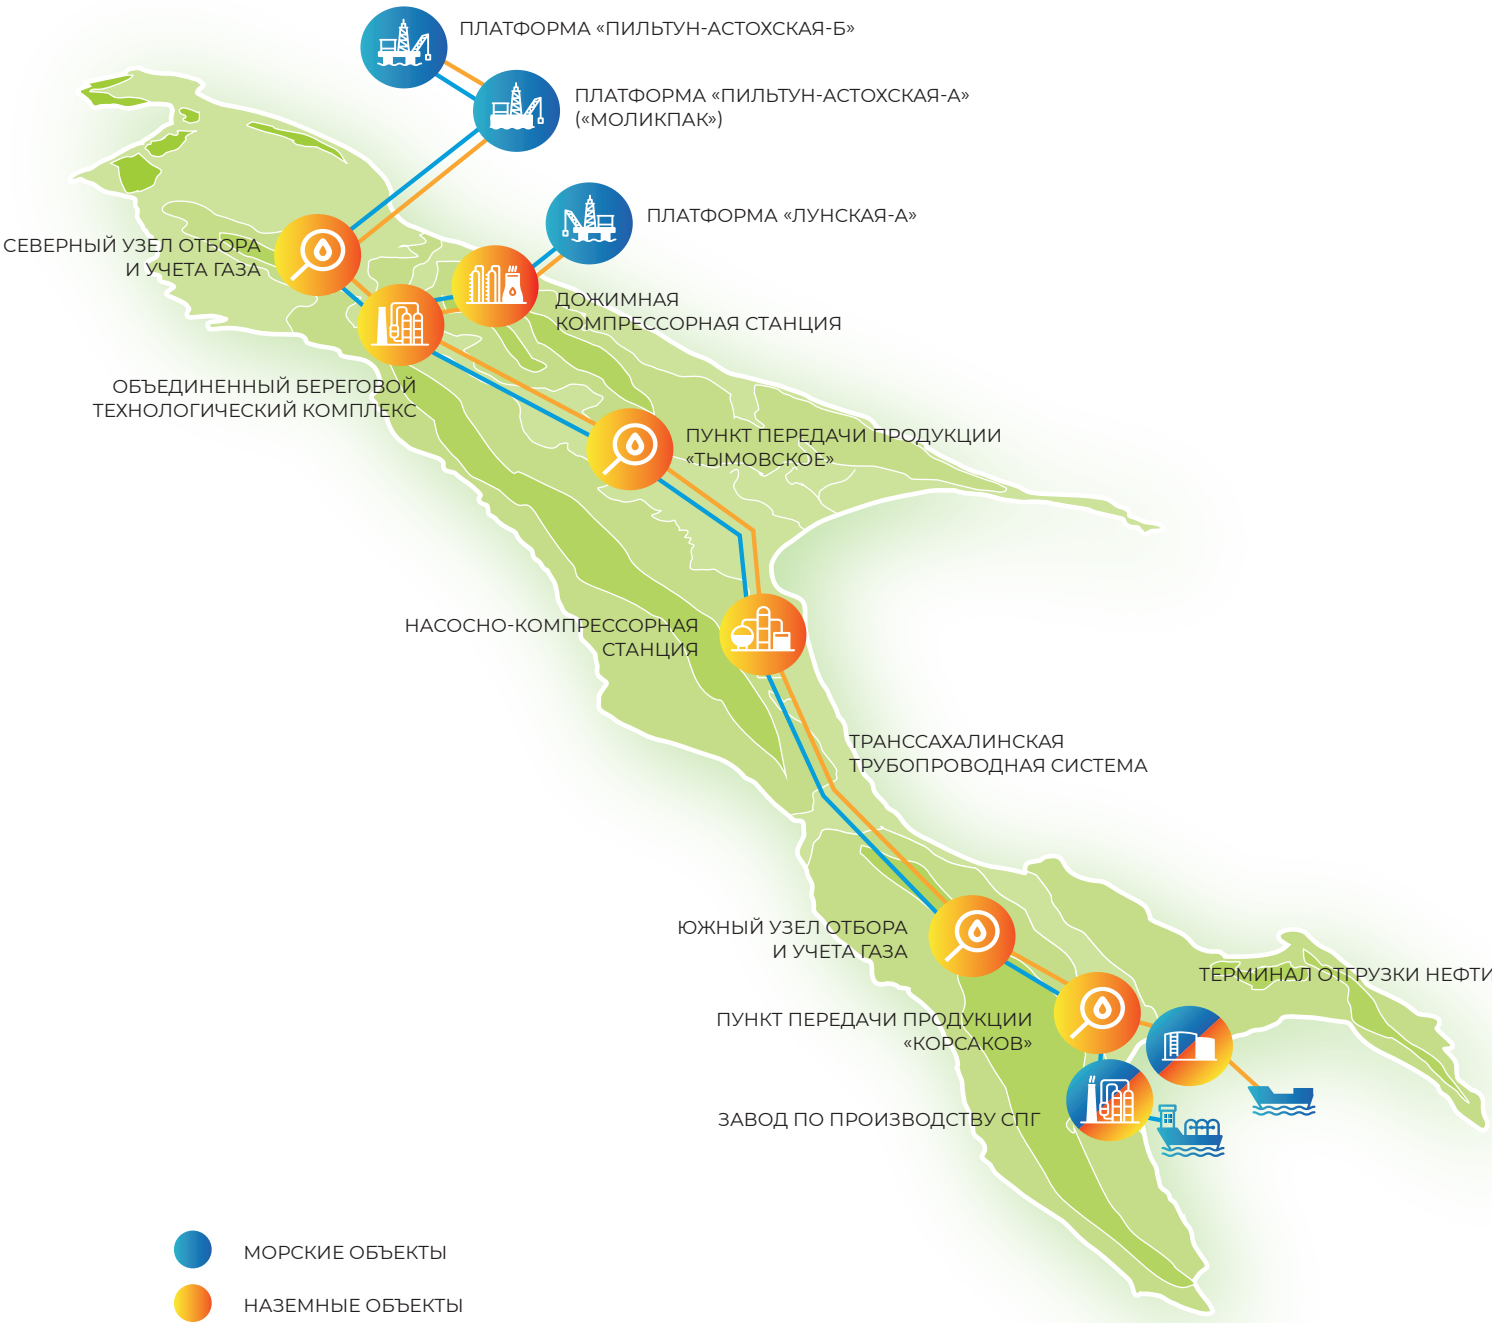 ПЛАТФОРМА «ПИЛЬТУН-АСТОХСКАЯ-Б»
ПЛАТФОРМА «ПИЛЬТУН-АСТОХСКАЯ-А»
(«МОЛИКПАК»)
ПЛАТФОРМА «ЛУНСКАЯ-А»
СЕВЕРНЫЙ УЗЕЛ ОТБОРА
И УЧЕТА ГАЗА
ДОЖИМНАЯ
КОМПРЕССОРНАЯ СТАНЦИЯ
ОБЪЕДИНЕННЫЙ БЕРЕГОВОЙ
ТЕХНОЛОГИЧЕСКИЙ КОМПЛЕКС
ПУНКТ ПЕРЕДАЧИ ПРОДУКЦИИ
«ТЫМОВСКОЕ»
НАСОСНО-КОМПРЕССОРНАЯ
СТАНЦИЯ
ТРАНССАХАЛИНСКАЯ
ТРУБОПРОВОДНАЯ СИСТЕМА
ЮЖНЫЙ УЗЕЛ ОТБОРА
И УЧЕТА ГАЗА
ТЕРМИНАЛ ОТГРУЗКИ НЕФТИ
ПУНКТ ПЕРЕДАЧИ ПРОДУКЦИИ
«КОРСАКОВ»
ЗАВОД ПО ПРОИЗВОДСТВУ СПГ
МОРСКИЕ ОБЪЕКТЫ
НАЗЕМНЫЕ ОБЪЕКТЫ